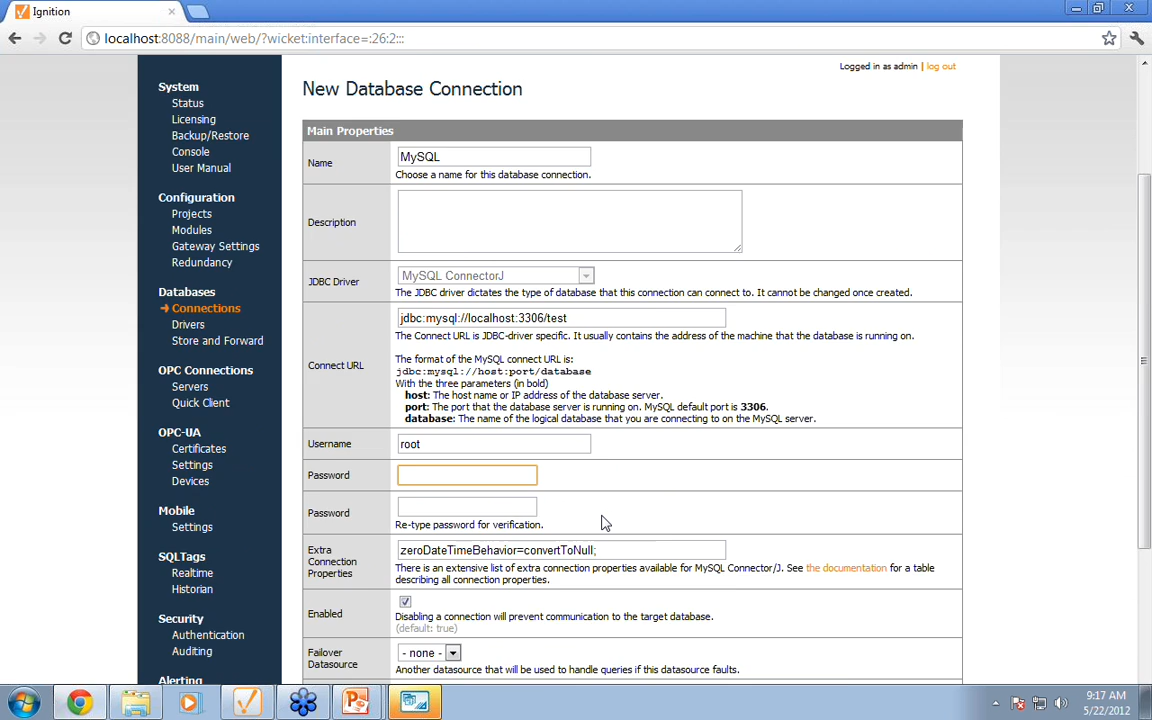 Ignition
localhost:8088/main/web/?wicket:interface=:26:2:::
Logged in as admin | log out
System
Status
Licensing
Backup/Restore
Console
User Manual
Configuration
Projects
Modules
Gateway Settings
Redundancy
Databases
Connections
Drivers
Store and Forward
OPC Connections
Servers
Quick Client
OPC-UA
Certificates
Settings
Devices
Mobile
Settings
SQLTags
Realtime
Historian
Security
Authentication
Auditing
Alerting
New Database Connection
Main Properties
Name
MySQL
Choose a name for this database connection.
Description
JDBC Driver
MySQL ConnectorJ
The JDBC driver dictates the type of database that this connection can connect to. It cannot be changed once created.
Connect URL
jdbc:mysql://localhost:3306/test
The Connect URL is JDBC-driver specific. It usually contains the address of the machine that the database is running on.
The format of the MySQL connect URL is:
jdbc:mysql://host:port/database
With the three parameters (in bold)
host: The host name or IP address of the database server.
port: The port that the database server is running on. MySQL default port is 3306.
database: The name of the logical database that you are connecting to on the MySQL server.
Username
root
Password
Password
Re-type password for verification.
Extra
Connection
Properties
zeroDateTimeBehavior=convertToNull;
There is an extensive list of extra connection properties available for MySQL Connector/J. See the documentation for a table
describing all connection properties.
Enabled
Disabling a connection will prevent communication to the target database.
(default: true)
Failover
Datasource
- none -
Another datasource that will be used to handle queries if this datasource faults.
9:17 AM
5/22/2012